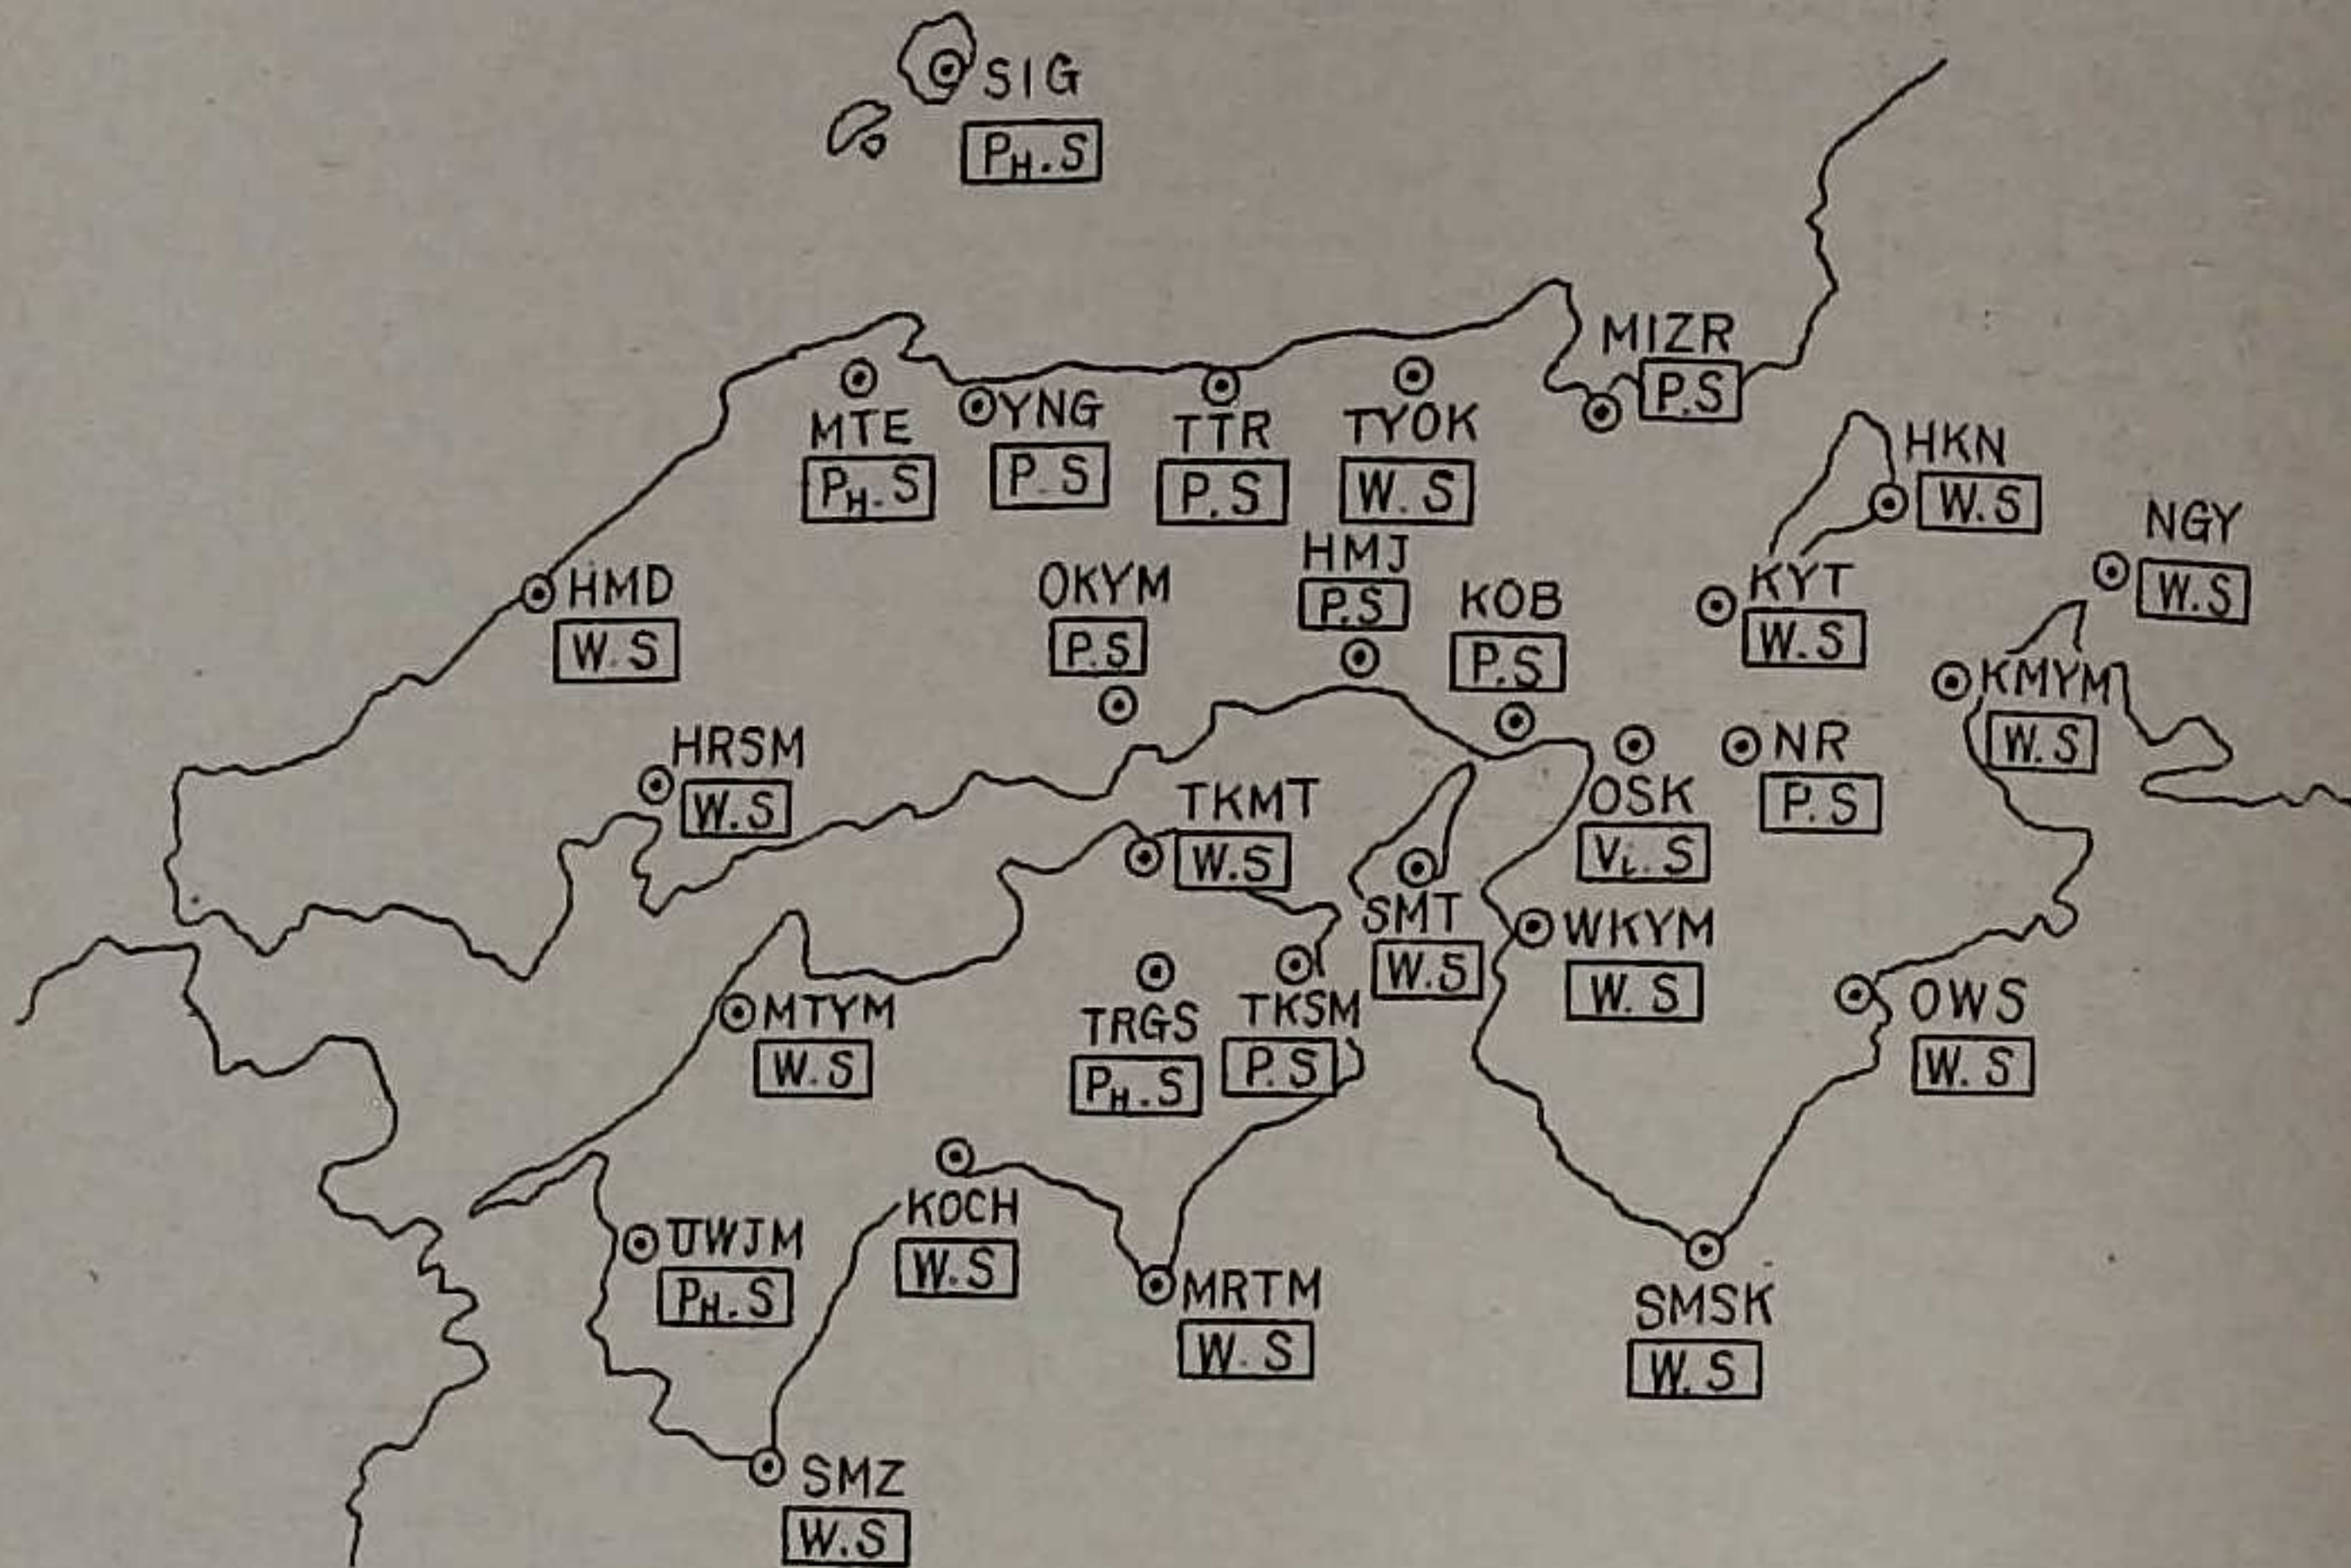 SIG
PH.S
MIZR
P.S
MTE
PH.S
YNG
P.S
TTR
P.S
TYOK
W.S
HKN
W.S
NGY
W.S
HMD
W.S
OKYM
P.S
HMJ
P.S
KOB
P.S
KYT
W.S
KMYM
W.S
HRSM
W.S
TKMT
W.S
OSK
VL.S
NR
P.S
SMT
W.S
WKYM
W.S
MTYM
W.S
TRGS
PH.S
TKSM
P.S
OWS
W.S
UWJM
PH.S
KOCH
W.S
MRTM
W.S
SMSK
W.S
SMZ
W.S